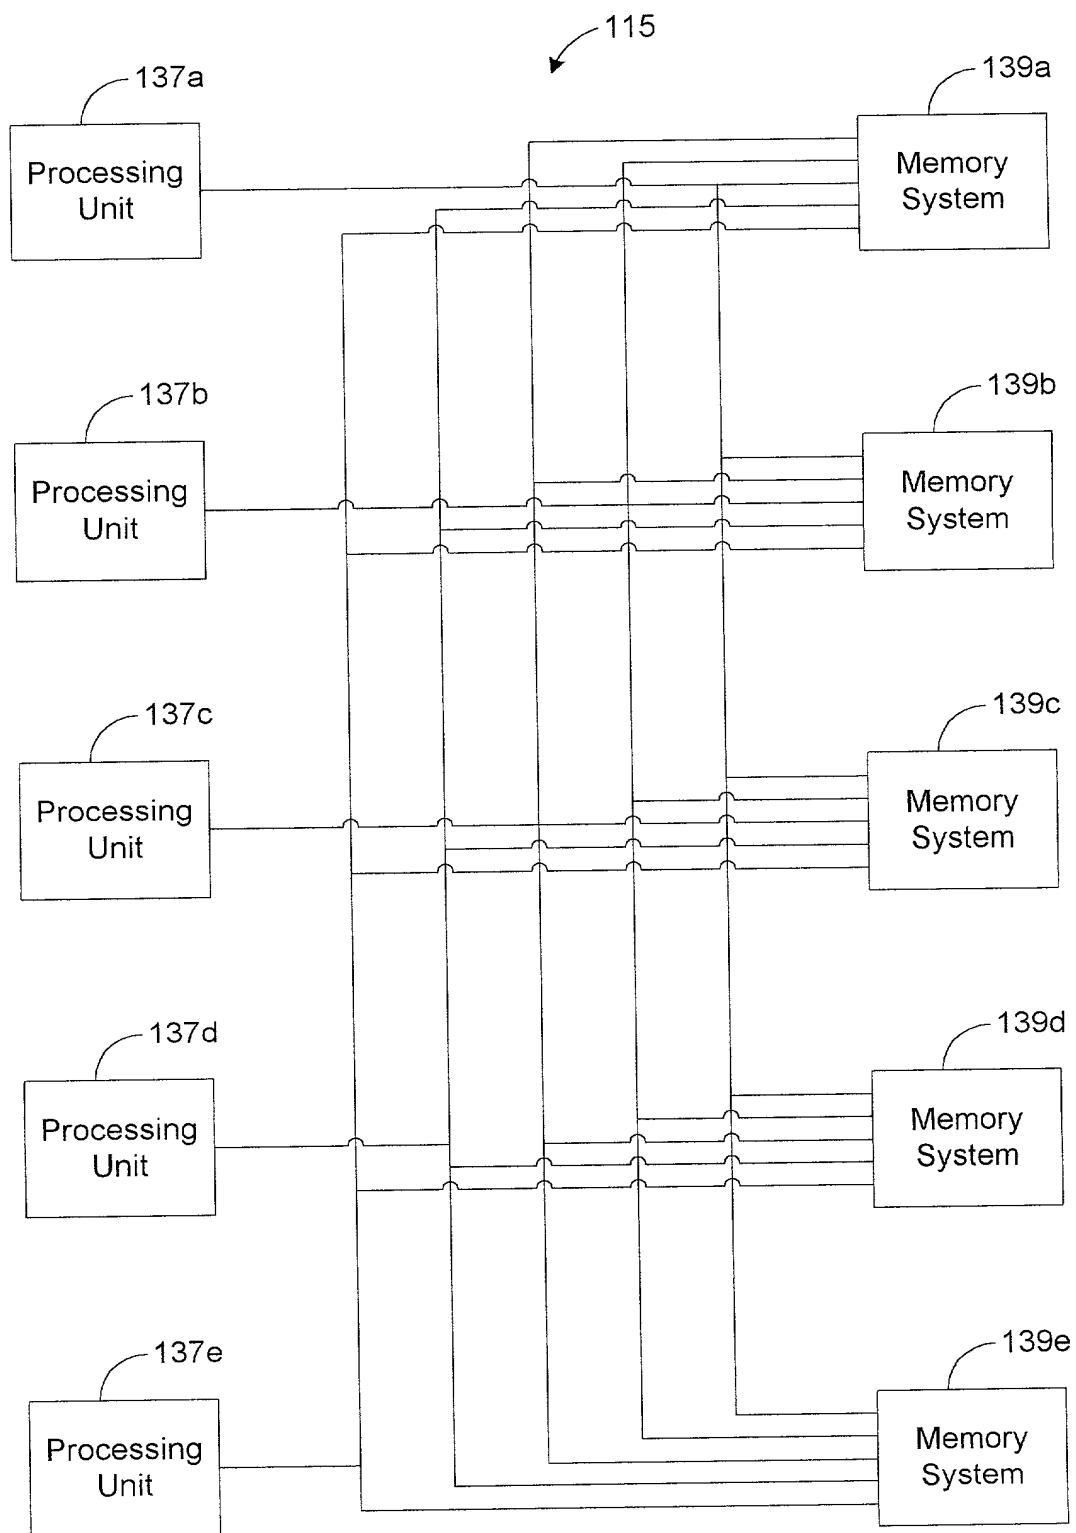 115
137a
139a
Processing
Unit
Memory
System
137b
139b
Processing
Unit
Memory
System
137c
139c
Processing
Unit
Memory
System
137d
139d
Processing
Unit
Memory
System
137e
139e
Processing
Unit
Memory
System